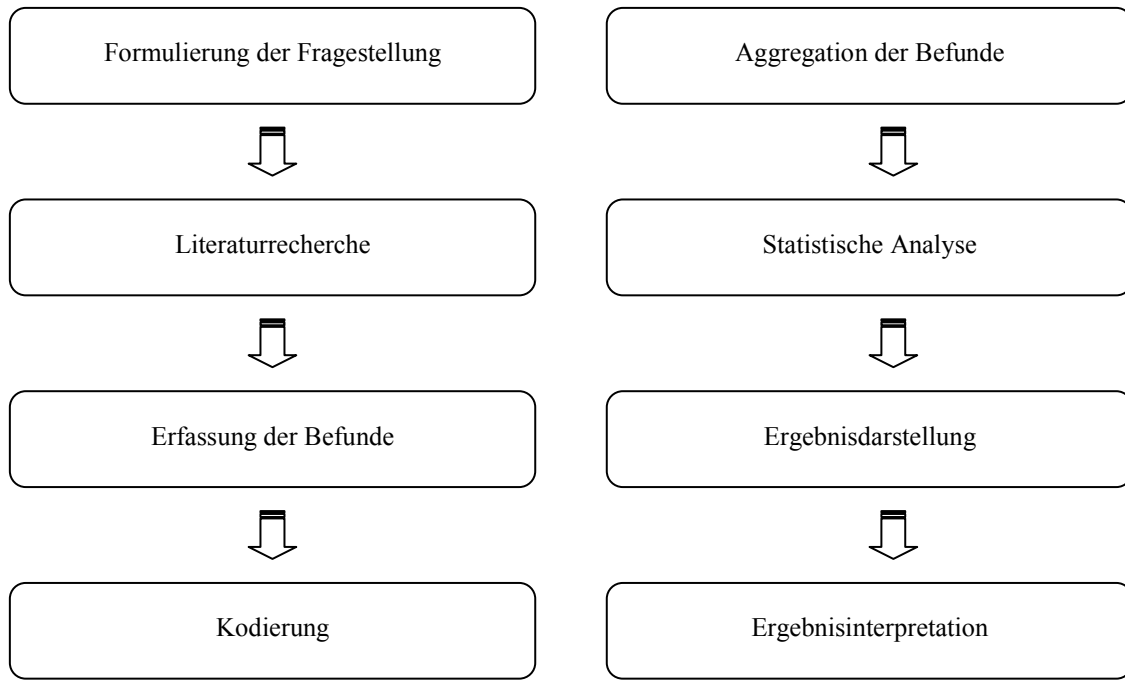 Formulierung der Fragestellung
Literaturrecherche
Erfassung der Befunde
Kodierung
Aggregation der Befunde
Statistische Analyse
Ergebnisdarstellung
Ergebnisinterpretation